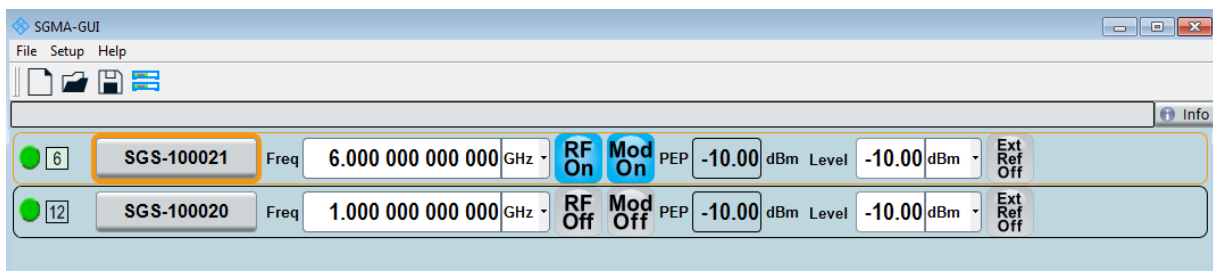 SGMA-GUI
File Setup Help
Info
6 SGS-100021 Freq 6.000 000 000 000 GHz RF On Mod On PEP -10.00 dBm Level -10.00 dBm Ext Ref Off
12 SGS-100020 Freq 1.000 000 000 000 GHz RF Off Mod Off PEP -10.00 dBm Level -10.00 dBm Ext Ref Off